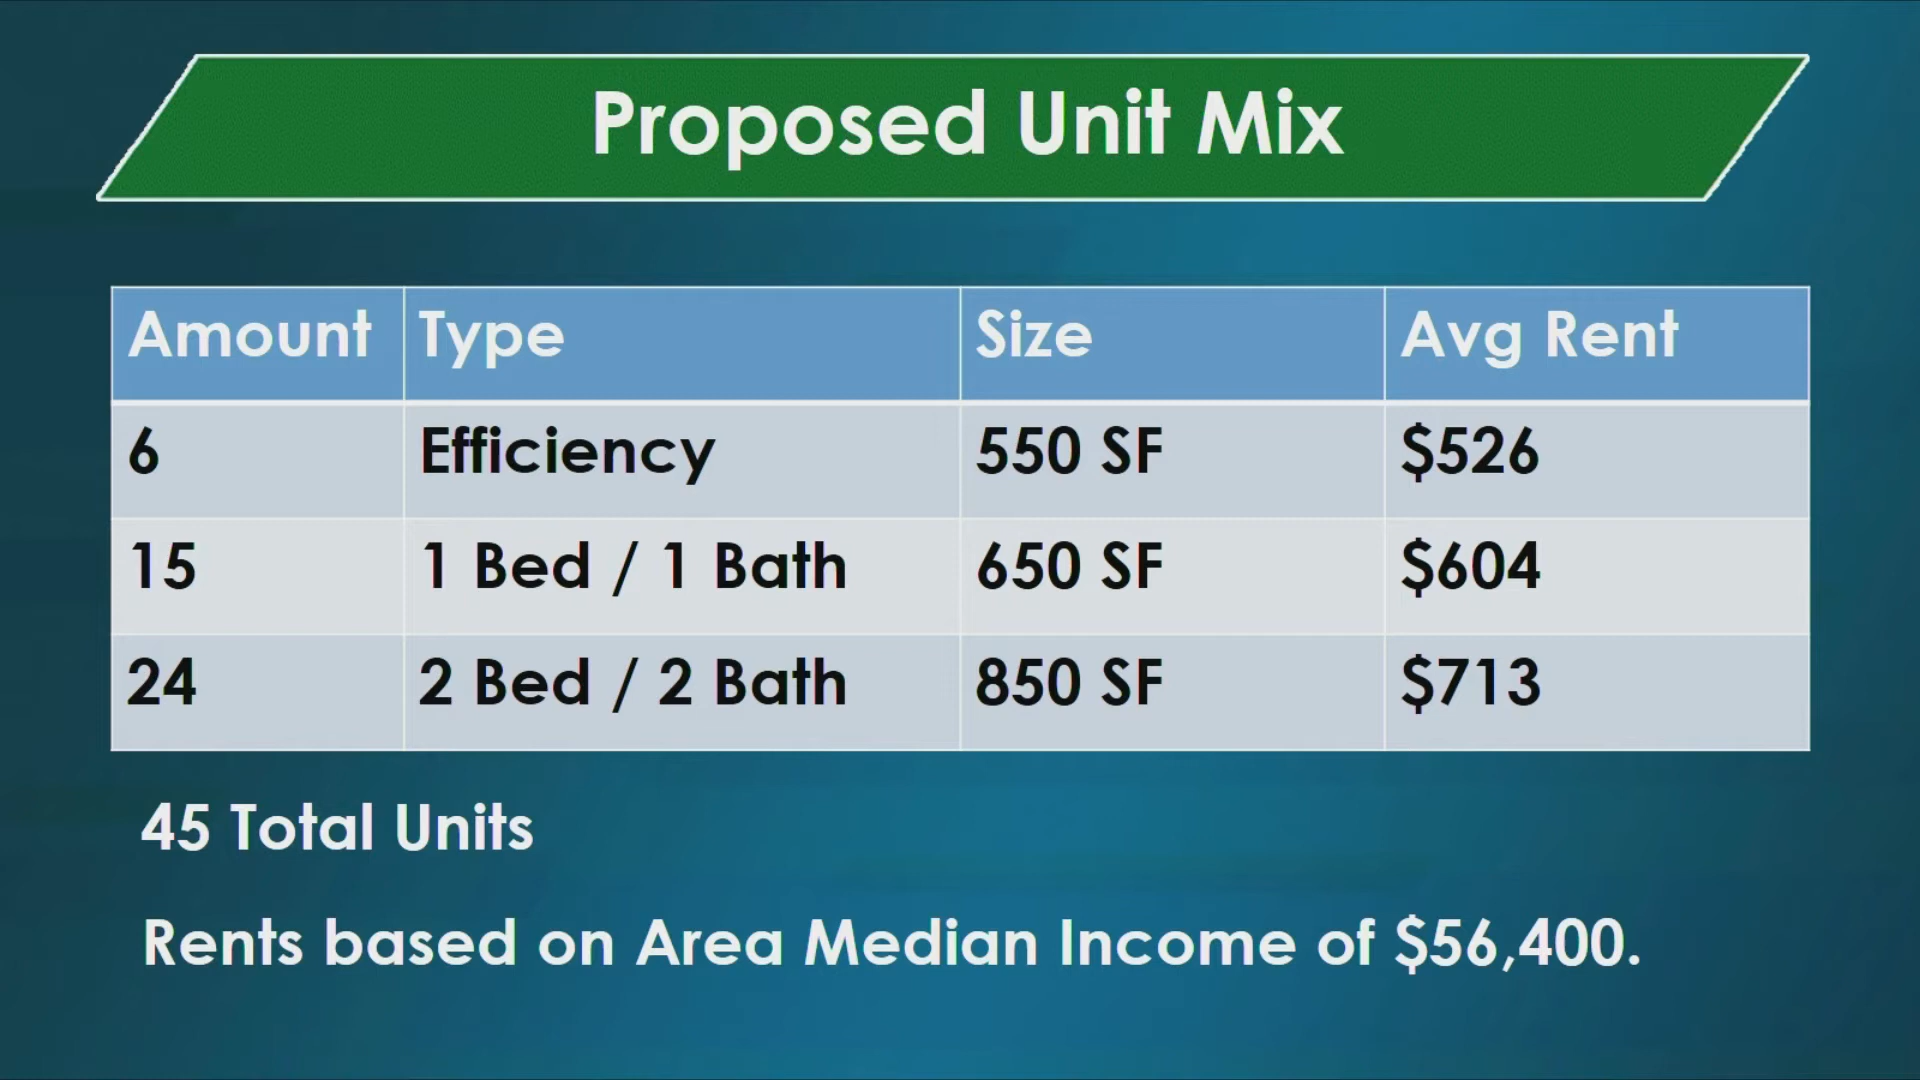 Proposed Unit Mix
Amount Type Size Avg Rent
6 Efficiency 550 SF $526
15 1 Bed / 1 Bath 650 SF $604
24 2 Bed / 2 Bath 850 SF $713
45 Total Units
Rents based on Area Median Income of $56,400.